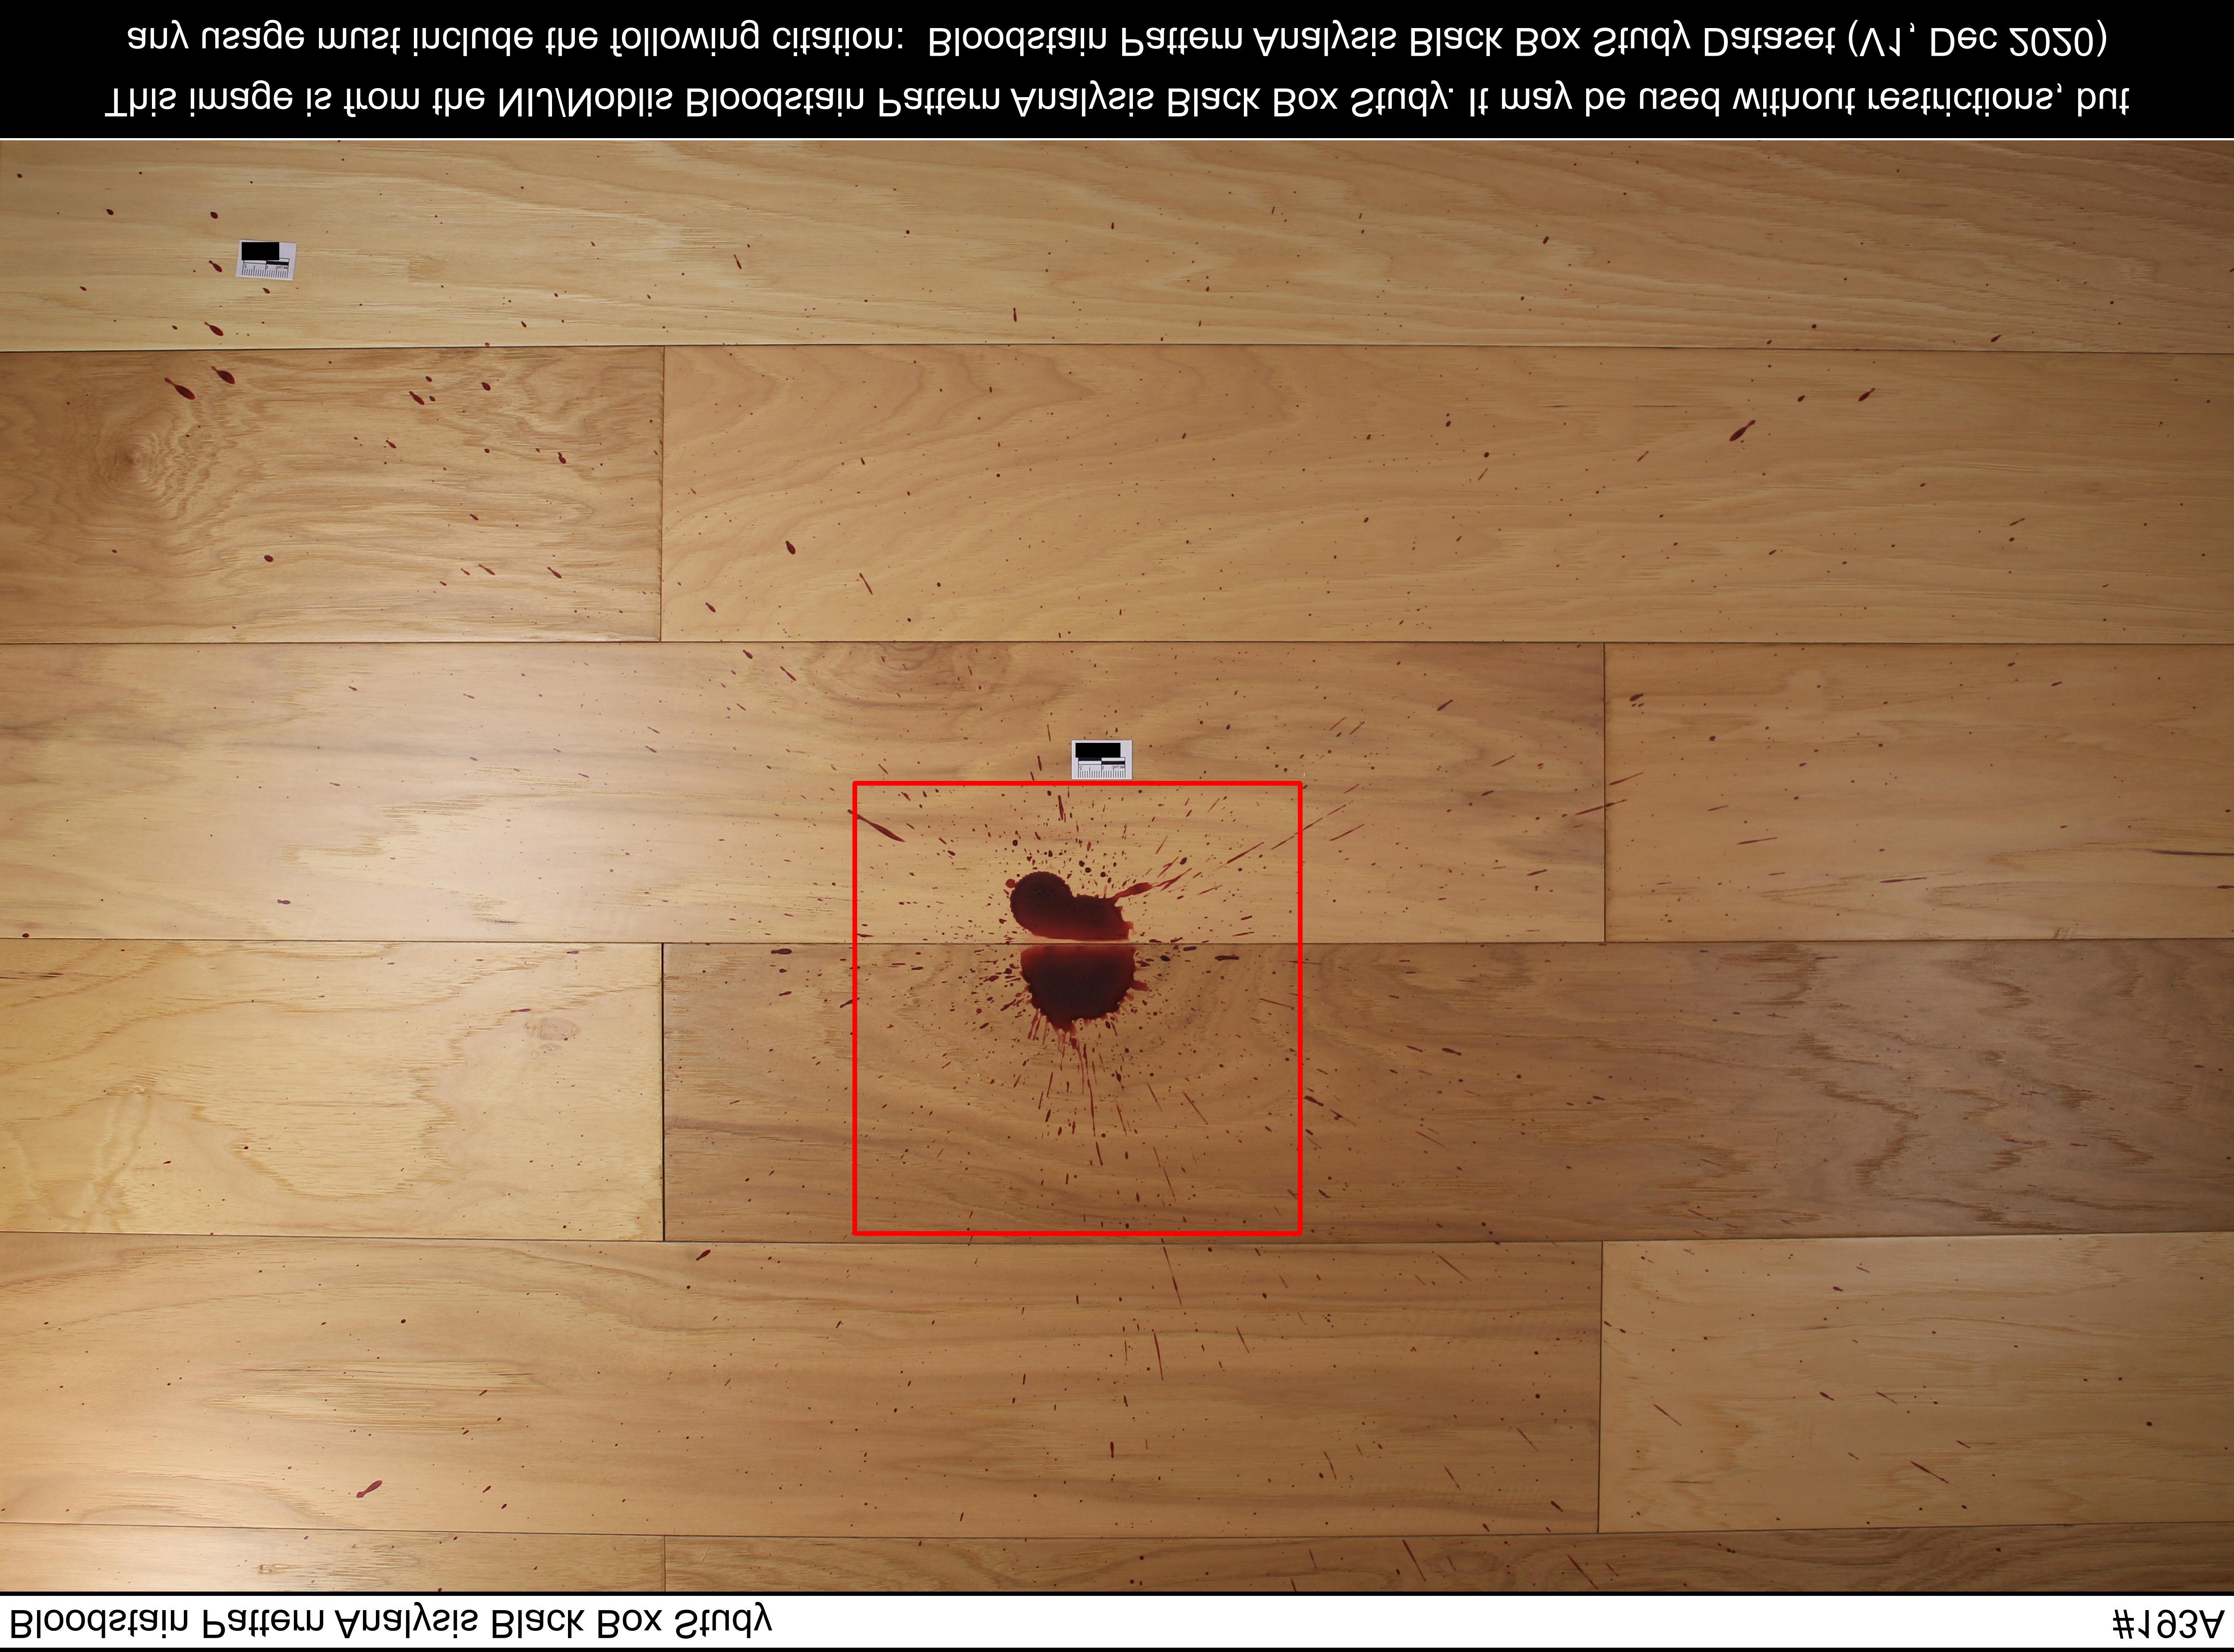 Bloodstain Pattern Analysis Black Box Study #193A
This image is from the NIJ/Noblis Bloodstain Pattern Analysis Black Box Study. It may be used without restrictions, but
any usage must include the following citation: Bloodstain Pattern Analysis Black Box Study Dataset (V1, Dec 2020)